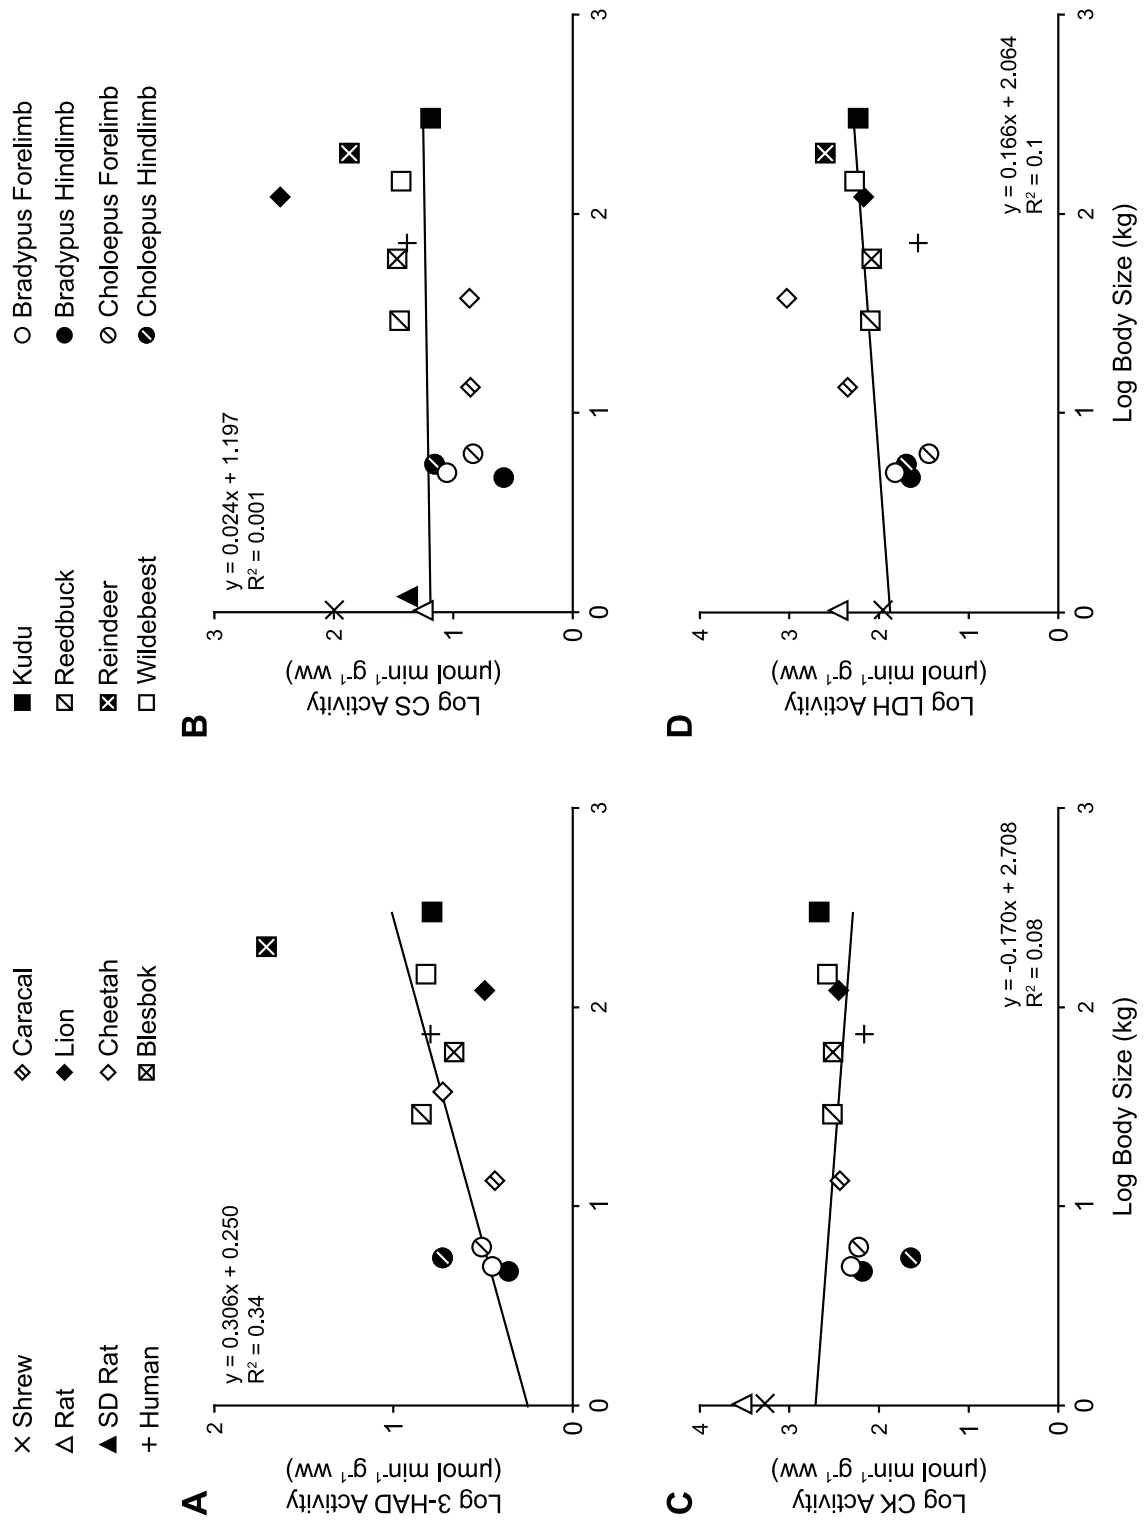 Shrew
Rat
SD Rat
Human
Caracal
Lion
Cheetah
Blesbok
Kudu
Reedbuck
Reindeer
Wildebeest
Bradypus Forelimb
Bradypus Hindlimb
Choloepus Forelimb
Choloepus Hindlimb
A
Log 3-HAD Activity
(μmol min⁻¹ g⁻¹ ww)
y = 0.306x + 0.250
R² = 0.34
2
1
0
0 1 2 3
B
Log CS Activity
(μmol min⁻¹ g⁻¹ ww)
y = 0.024x + 1.197
R² = 0.001
3
2
1
0
0 1 2 3
C
Log CK Activity
(μmol min⁻¹ g⁻¹ ww)
y = -0.170x + 2.708
R² = 0.08
4
3
2
1
0
0 1 2 3
Log Body Size (kg)
D
Log LDH Activity
(μmol min⁻¹ g⁻¹ ww)
y = 0.166x + 2.064
R² = 0.1
4
3
2
1
0
0 1 2 3
Log Body Size (kg)